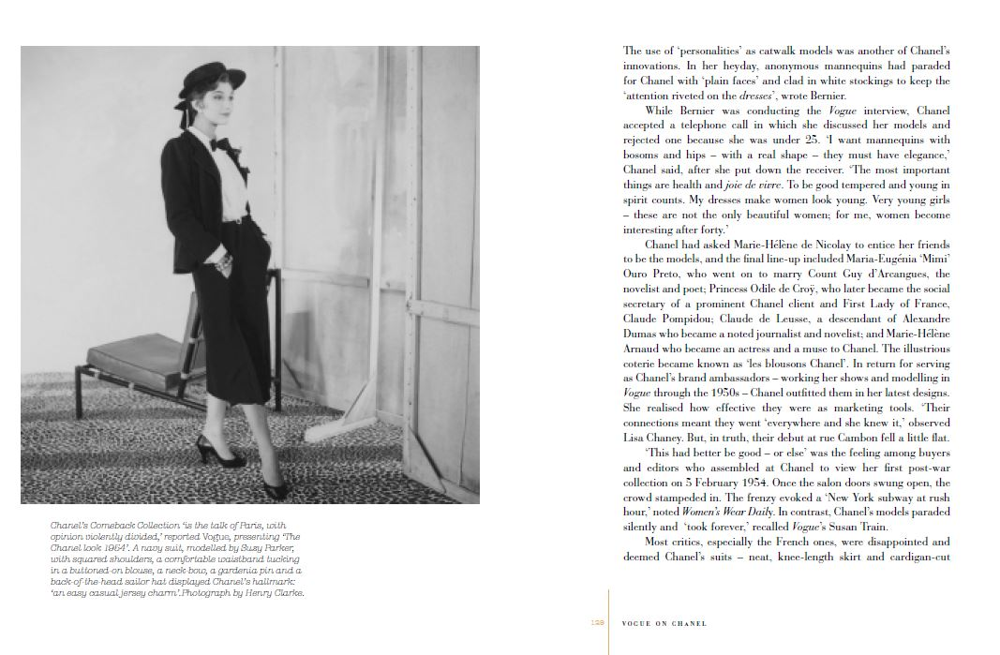 Chanel's Comeback Collection 'is the talk of Paris, with
opinion violently divided,' reported Vogue, presenting 'The
Chanel look 1954'. A navy suit, modelled by Suzy Parker,
with squared shoulders, a comfortable waistband tucking
in a buttoned-on blouse, a neck-bow, a gardenia pin and a
back-of-the-head sailor hat displayed Chanel's hallmark:
'an easy casual jersey charm'.Photograph by Henry Clarke.
The use of 'personalities' as catwalk models was another of Chanel's
innovations. In her heyday, anonymous mannequins had paraded
for Chanel with 'plain faces' and clad in white stockings to keep the
'attention riveted on the dresses', wrote Bernier.
While Bernier was conducting the Vogue interview, Chanel
accepted a telephone call in which she discussed her models and
rejected one because she was under 25. 'I want mannequins with
bosoms and hips – with a real shape – they must have elegance,'
Chanel said, after she put down the receiver. 'The most important
things are health and joie de vivre. To be good tempered and young in
spirit counts. My dresses make women look young. Very young girls
– these are not the only beautiful women; for me, women become
interesting after forty.'
Chanel had asked Marie-Hélène de Nicolay to entice her friends
to be the models, and the final line-up included Maria-Eugénia 'Mimi'
Ouro Preto, who went on to marry Count Guy d'Arcangues, the
novelist and poet; Princess Odile de Croÿ, who later became the social
secretary of a prominent Chanel client and First Lady of France,
Claude Pompidou; Claude de Leusse, a descendant of Alexandre
Dumas who became a noted journalist and novelist; and Marie-Hélène
Arnaud who became an actress and a muse to Chanel. The illustrious
coterie became known as 'les blousons Chanel'. In return for serving
as Chanel's brand ambassadors – working her shows and modelling in
Vogue through the 1950s – Chanel outfitted them in her latest designs.
She realised how effective they were as marketing tools. 'Their
connections meant they went 'everywhere and she knew it,' observed
Lisa Chaney. But, in truth, their debut at rue Cambon fell a little flat.
'This had better be good – or else' was the feeling among buyers
and editors who assembled at Chanel to view her first post-war
collection on 5 February 1954. Once the salon doors swung open, the
crowd stampeded in. The frenzy evoked a 'New York subway at rush
hour,' noted Women's Wear Daily. In contrast, Chanel's models paraded
silently and 'took forever,' recalled Vogue's Susan Train.
Most critics, especially the French ones, were disappointed and
deemed Chanel's suits – neat, knee-length skirt and cardigan-cut
128 VOGUE ON CHANEL